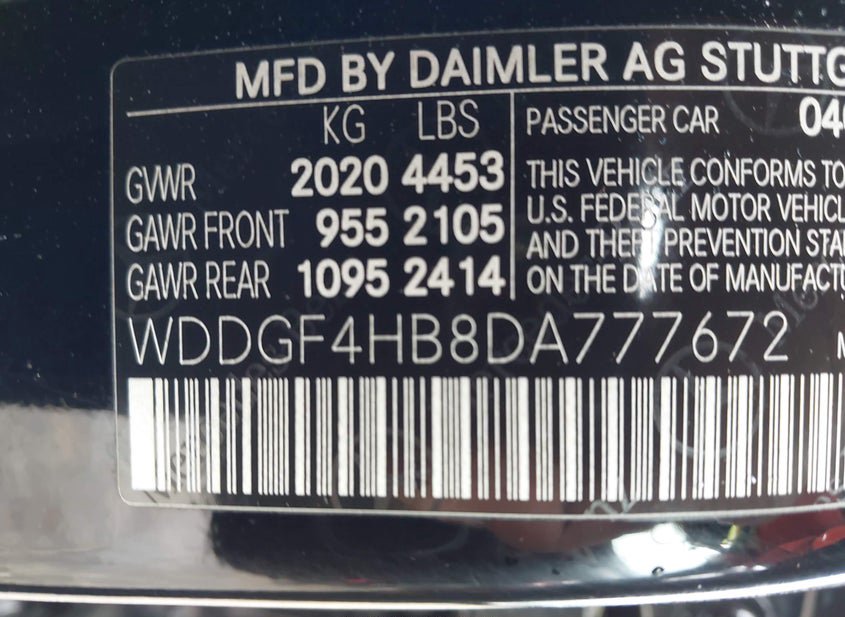 MFD BY DAIMLER AG STUTTG
KG LBS
PASSENGER CAR 04
GVWR 2020 4453
GAWR FRONT 955 2105
GAWR REAR 1095 2414
THIS VEHICLE CONFORMS TO
U.S. FEDERAL MOTOR VEHICL
AND THEFT PREVENTION STA
ON THE DATE OF MANUFACTU
WDDGF4HB8DA777672